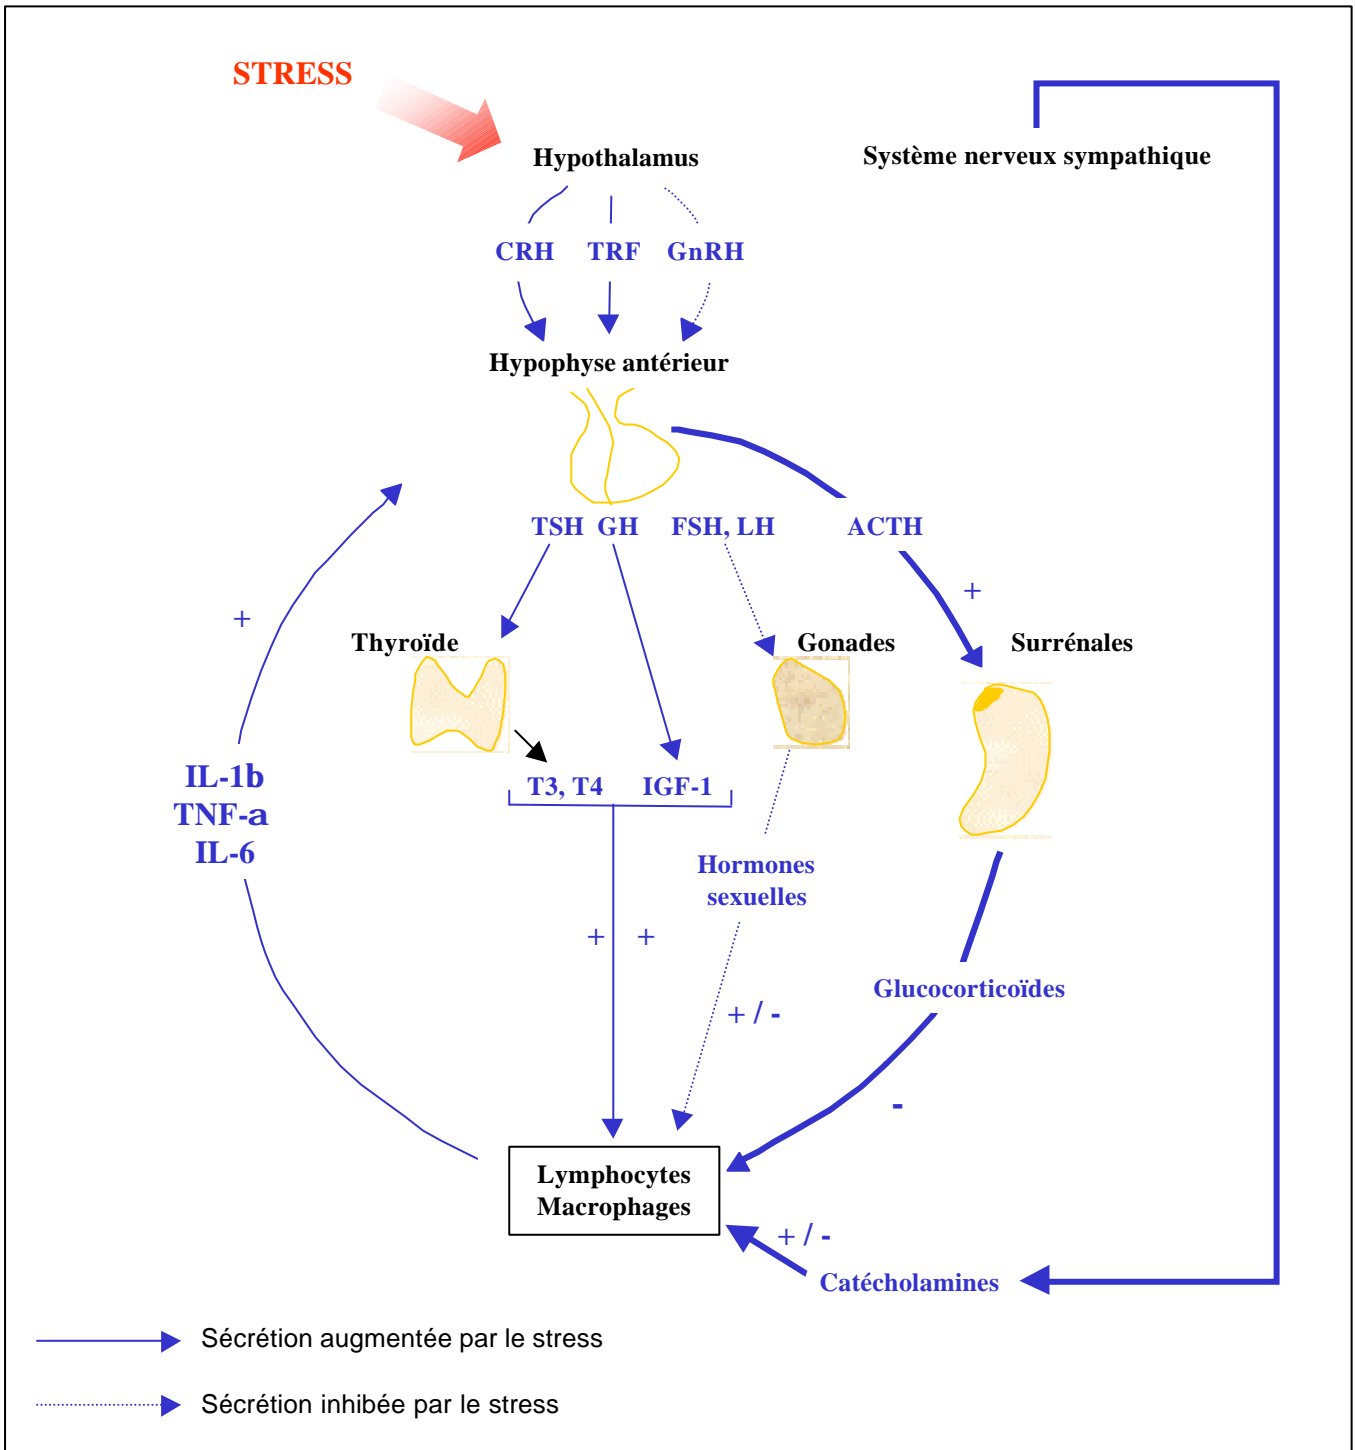 STRESS
Hypothalamus
Système nerveux sympathique
CRH TRF GnRH
Hypophyse antérieur
TSH GH FSH, LH ACTH
+
+
Thyroïde
Gonades
Surrénales
IL-1b
TNF-a
IL-6
T3, T4 IGF-1
Hormones
sexuelles
+ +
Glucocorticoïdes
+ / -
-
Lymphocytes
Macrophages
+ / -
Catécholamines
Sécrétion augmentée par le stress
Sécrétion inhibée par le stress